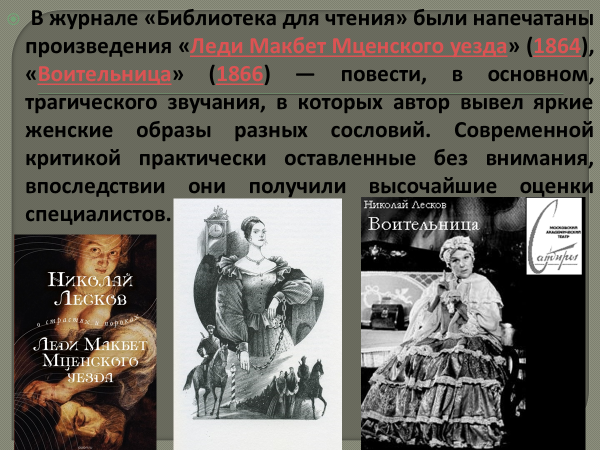 В журнале «Библиотека для чтения» были напечатаны
произведения «Леди Макбет Мценского уезда» (1864),
«Воительница» (1866) — повести, в основном,
трагического звучания, в которых автор вывел яркие
женские образы разных сословий. Современной
критикой практически оставленные без внимания,
впоследствии они получили высочайшие оценки
специалистов.
Николай
Лесков
о страстях и пороках
Леди Макбет
Мценского
уезда
Николай Лесков
Воительница
МОСКОВСКИЙ
АКАДЕМИЧЕСКИЙ
ТЕАТР
Сатиры